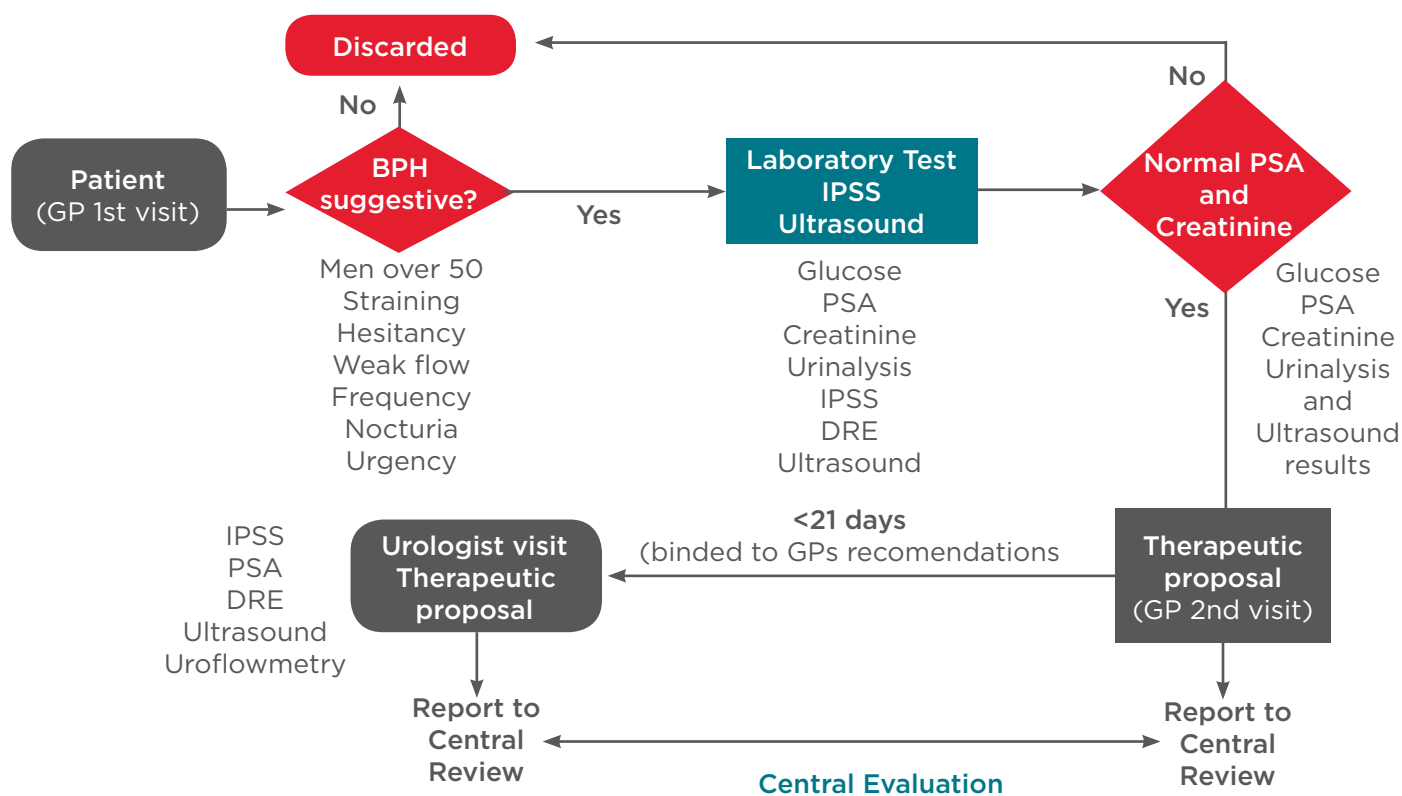 Discarded
No
No
Patient
(GP 1st visit)
BPH
suggestive?
Yes
Laboratory Test
IPSS
Ultrasound
Normal PSA
and
Creatinine
Men over 50
Straining
Hesitancy
Weak flow
Frequency
Nocturia
Urgency
Glucose
PSA
Creatinine
Urinalysis
IPSS
DRE
Ultrasound
Yes
Glucose
PSA
Creatinine
Urinalysis
and
Ultrasound
results
IPSS
PSA
DRE
Ultrasound
Uroflowmetry
Urologist visit
Therapeutic
proposal
<21 days
(binded to GPs recomendations
Therapeutic
proposal
(GP 2nd visit)
Report to
Central
Review
Central Evaluation
Report to
Central
Review